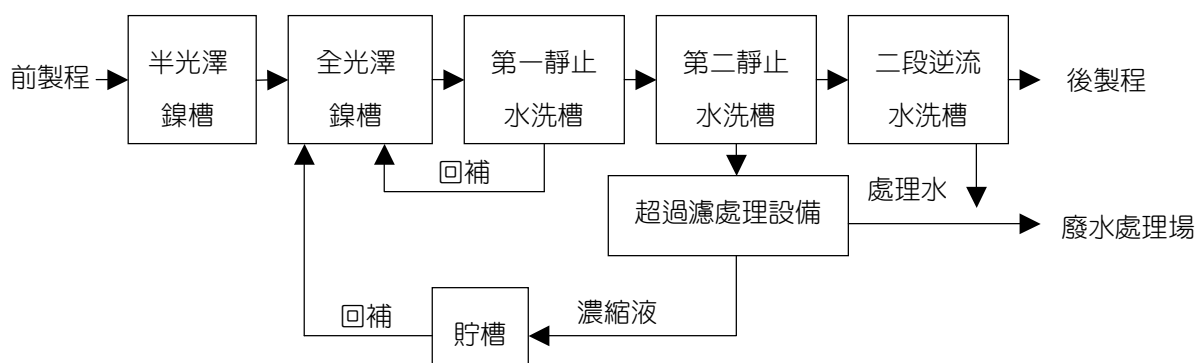 前製程
半光澤
鎳槽
全光澤
鎳槽
第一靜止
水洗槽
第二靜止
水洗槽
二段逆流
水洗槽
後製程
回補
超過濾處理設備
處理水
廢水處理場
回補
貯槽
濃縮液